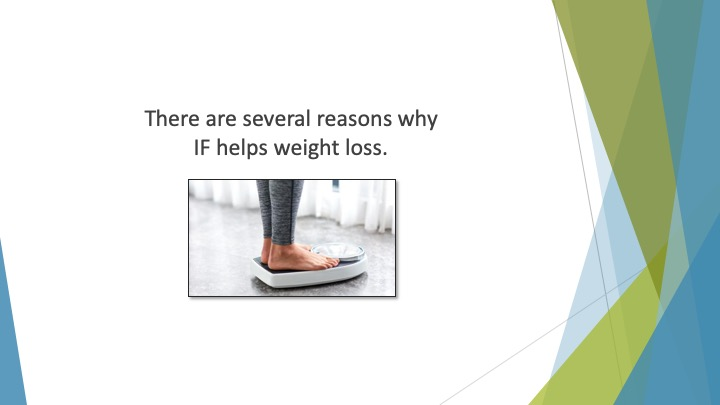 There are several reasons why
IF helps weight loss.